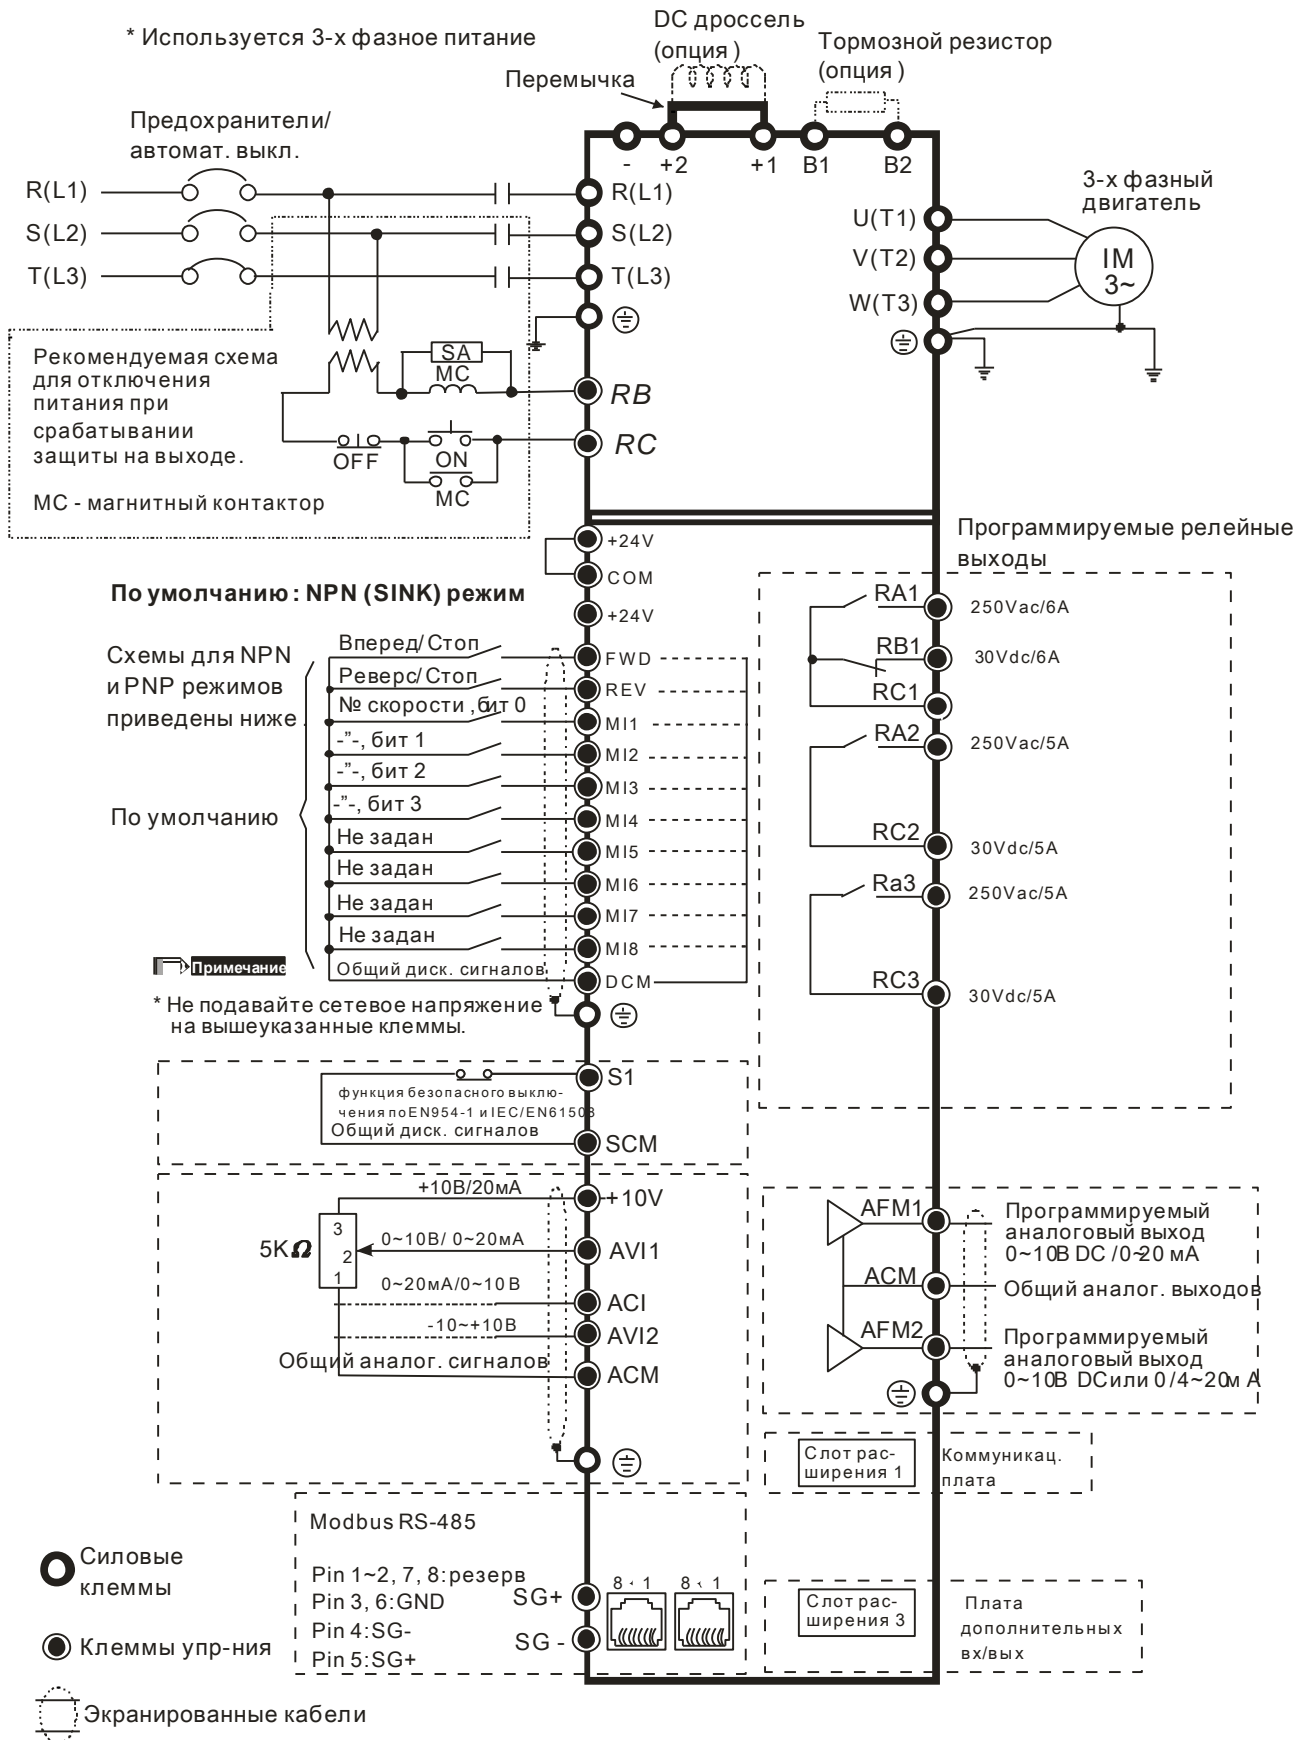 * Используется 3-х фазное питание
DC дроссель
(опция )
Тормозной резистор
(опция )
Перемычка
Предохранители/
автомат. выкл.
- +2 +1 B1 B2
R(L1)
S(L2)
T(L3)
R(L1)
S(L2)
T(L3)
3-х фазный
двигатель
U(T1)
V(T2)
W(T3)
IM
3~
Рекомендуемая схема
для отключения
питания при
срабатывании
защиты на выходе.
МС - магнитный контактор
SA
MC
RB
RC
OFF
ON
MC
+24V
COM
+24V
По умолчанию : NPN (SINK) режим
Схемы для NPN
и PNP режимов
приведены ниже .
По умолчанию
Вперед/ Стоп
FWD
Реверс/ Стоп
REV
№ скорости , бит 0
MI1
-”-, бит 1
MI2
-”-, бит 2
MI3
-”-, бит 3
MI4
Не задан
MI5
Не задан
MI6
Не задан
MI7
Не задан
MI8
Общий диск. сигналов
DCM
Примечание
* Не подавайте сетевое напряжение
на вышеуказанные клеммы.
Программируемые релейные
выходы
RA1
250Vac/6A
RB1
30Vdc/6A
RC1
RA2
250Vac/5A
RC2
30Vdc/5A
Ra3
250Vac/5A
RC3
30Vdc/5A
S1
функция безопасного выклю-
чения по EN954-1 и IEC/EN61508
Общий диск. сигналов
SCM
+10В/20мА
+10V
5K Ω
3
2
1
0~10В/ 0~20мА
AVI1
0~20мА/0~10В
ACI
-10~+10В
AVI2
Общий аналог. сигналов
ACM
AFM1
Программируемый
аналоговый выход
0~10В DC /0~20 мА
ACM
Общий аналог. выходов
AFM2
Программируемый
аналоговый выход
0~10В DCили 0/4~20м А
Слот рас-
ширения 1
Коммуникац.
плата
Modbus RS-485
Pin 1~2, 7, 8:резерв
Pin 3, 6:GND
Pin 4:SG-
Pin 5:SG+
SG+
SG -
8 1
8 1
Слот рас-
ширения 3
Плата
дополнительных
вх/вых
Силовые
клеммы
Клеммы упр-ния
Экранированные кабели